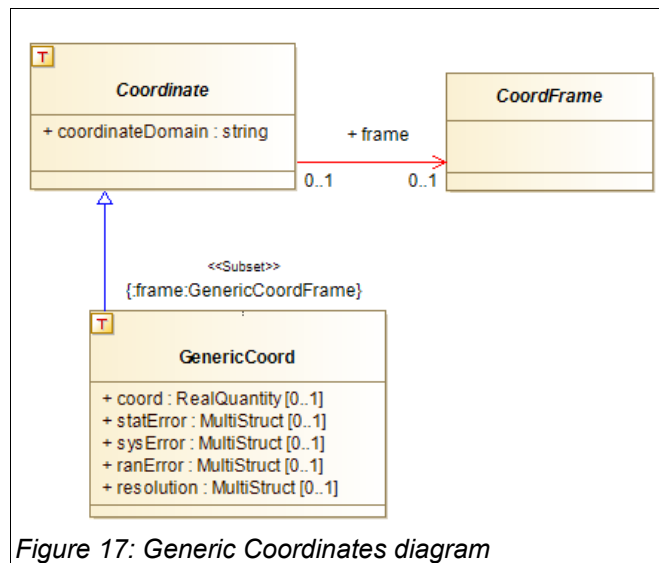 T
Coordinate
+ coordinateDomain : string
CoordFrame
+ frame
0..1
0..1
<<Subset>>
{:frame:GenericCoordFrame}
T
GenericCoord
+ coord : RealQuantity [0..1]
+ statError : MultiStruct [0..1]
+ sysError : MultiStruct [0..1]
+ ranError : MultiStruct [0..1]
+ resolution : MultiStruct [0..1]
Figure 17: Generic Coordinates diagram